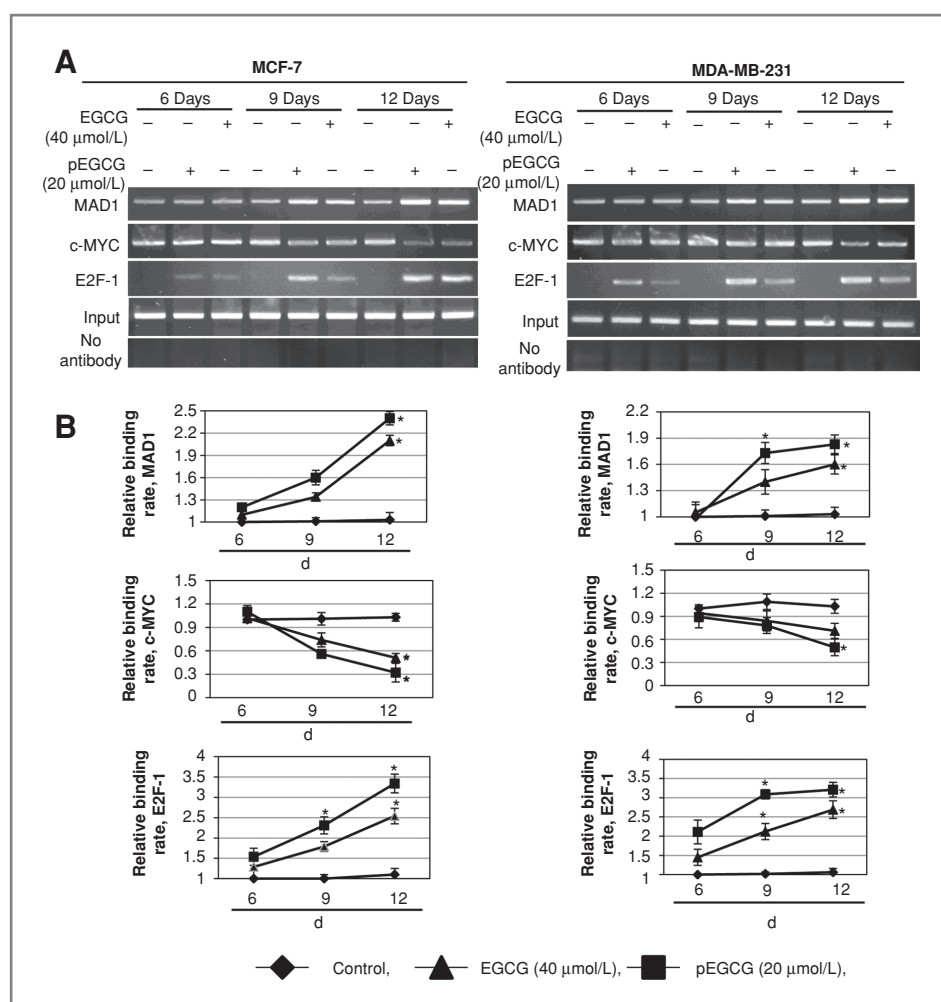 A
MCF-7
6 Days 9 Days 12 Days
EGCG
(40 μmol/L) – – + – – + – – +
pEGCG
(20 μmol/L) – + – – + – – + –
MAD1
c-MYC
E2F-1
Input
No
antibody
MDA-MB-231
6 Days 9 Days 12 Days
EGCG
(40 μmol/L) – – + – – + – – +
pEGCG
(20 μmol/L) – + – – + – – + –
MAD1
c-MYC
E2F-1
Input
No
antibody
B
Relative binding
rate, MAD1
2.5
2.2
1.9
1.6
1.3
1
*
*
6 9 12
d
Relative binding
rate, MAD1
2.2
1.9
1.6
1.3
1
*
*
*
6 9 12
d
Relative binding
rate, c-MYC
1.5
1.2
0.9
0.6
0.3
0
*
*
6 9 12
d
Relative binding
rate, c-MYC
1.5
1.2
0.9
0.6
0.3
0
*
6 9 12
d
Relative binding
rate, E2F-1
4
3.5
3
2.5
2
1.5
1
*
*
*
6 9 12
d
Relative binding
rate, E2F-1
4
3.5
3
2.5
2
1.5
1
*
*
*
*
6 9 12
d
Control, EGCG (40 μmol/L), pEGCG (20 μmol/L),